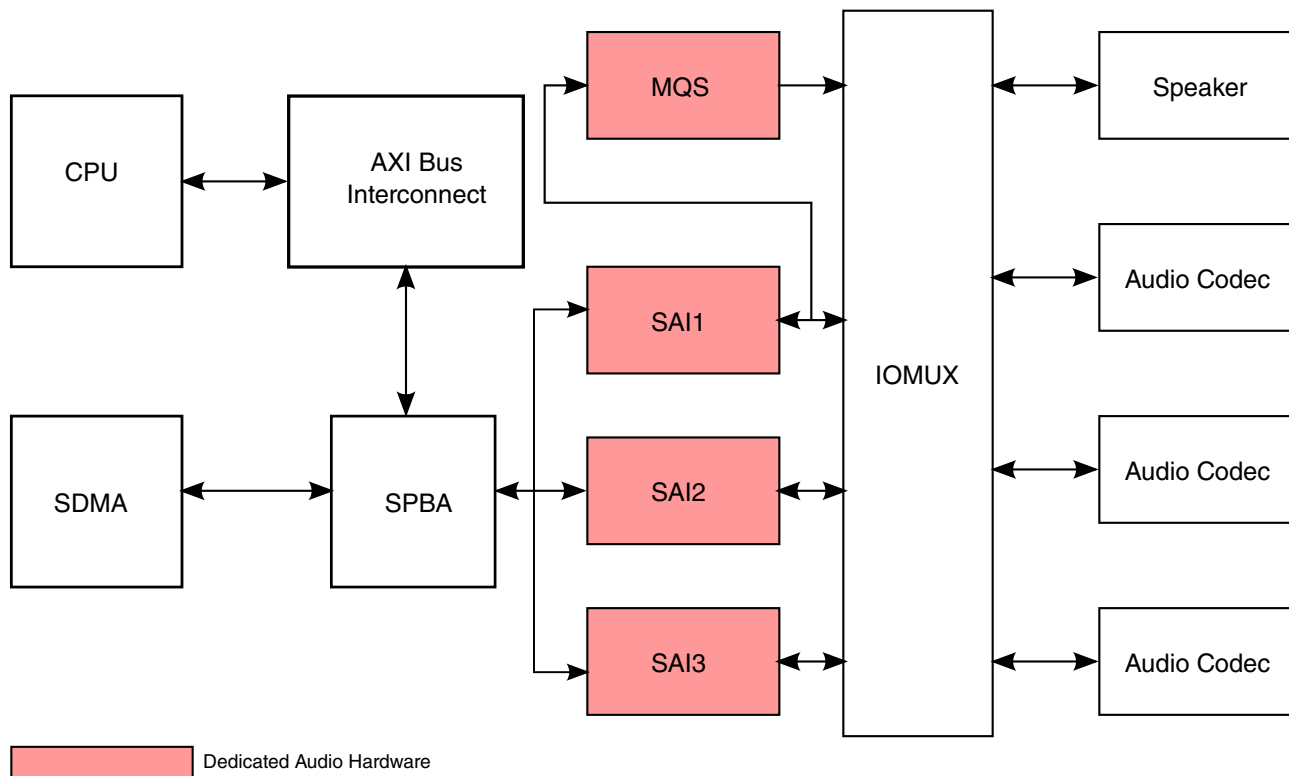 MQS
Speaker
CPU
AXI Bus
Interconnect
Audio Codec
SAI1
IOMUX
SDMA
SPBA
SAI2
Audio Codec
SAI3
Audio Codec
Dedicated Audio Hardware